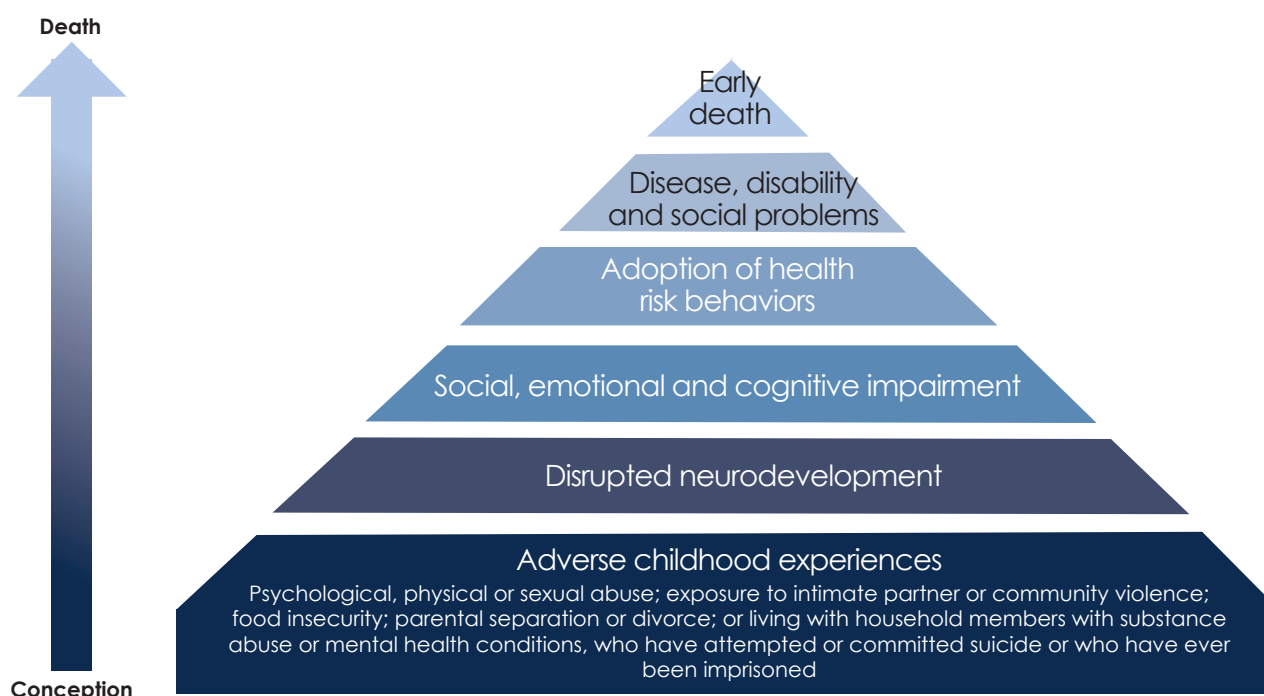 Death
Early
death
Disease, disability
and social problems
Adoption of health
risk behaviors
Social, emotional and cognitive impairment
Disrupted neurodevelopment
Adverse childhood experiences
Psychological, physical or sexual abuse; exposure to intimate partner or community violence;
food insecurity; parental separation or divorce; or living with household members with substance
abuse or mental health conditions, who have attempted or committed suicide or who have ever
been imprisoned
Conception